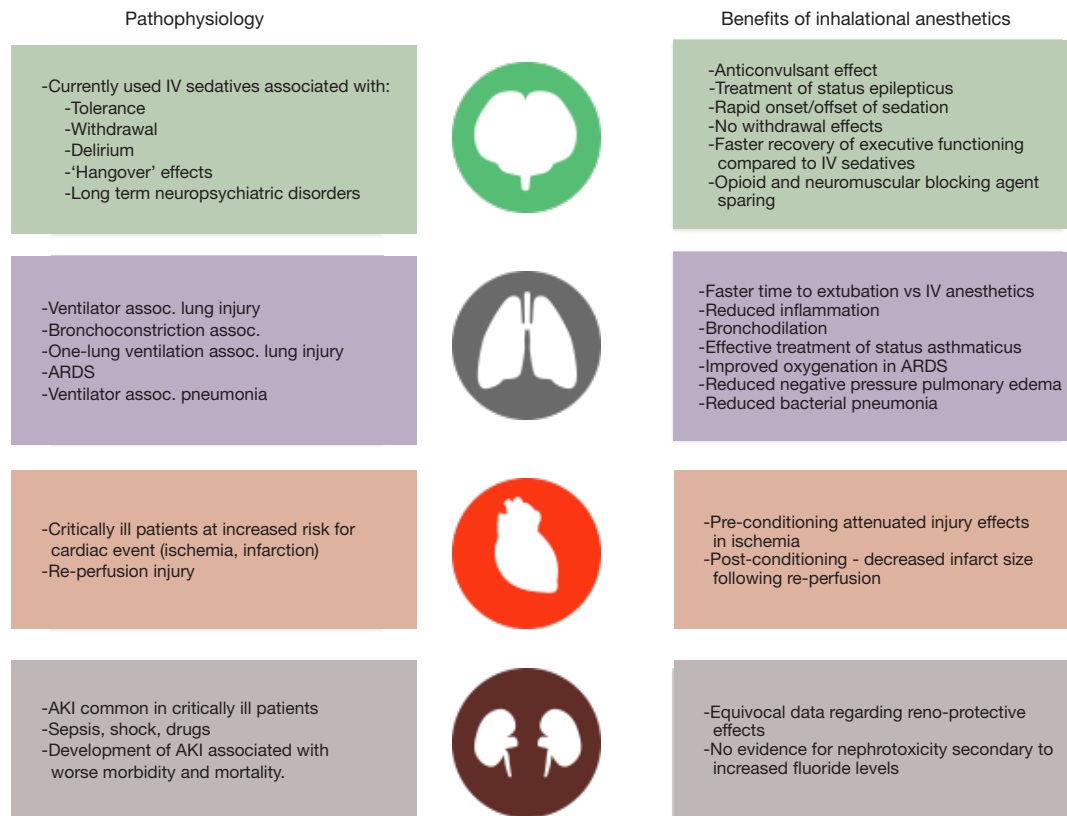 Pathophysiology
Benefits of inhalational anesthetics
-Currently used IV sedatives associated with:
-Tolerance
-Withdrawal
-Delirium
-‘Hangover’ effects
-Long term neuropsychiatric disorders
-Anticonvulsant effect
-Treatment of status epilepticus
-Rapid onset/offset of sedation
-No withdrawal effects
-Faster recovery of executive functioning
compared to IV sedatives
-Opioid and neuromuscular blocking agent
sparing
-Ventilator assoc. lung injury
-Bronchoconstriction assoc.
-One-lung ventilation assoc. lung injury
-ARDS
-Ventilator assoc. pneumonia
-Faster time to extubation vs IV anesthetics
-Reduced inflammation
-Bronchodilation
-Effective treatment of status asthmaticus
-Improved oxygenation in ARDS
-Reduced negative pressure pulmonary edema
-Reduced bacterial pneumonia
-Critically ill patients at increased risk for
cardiac event (ischemia, infarction)
-Re-perfusion injury
-Pre-conditioning attenuated injury effects
in ischemia
-Post-conditioning - decreased infarct size
following re-perfusion
-AKI common in critically ill patients
-Sepsis, shock, drugs
-Development of AKI associated with
worse morbidity and mortality.
-Equivocal data regarding reno-protective
effects
-No evidence for nephrotoxicity secondary to
increased fluoride levels